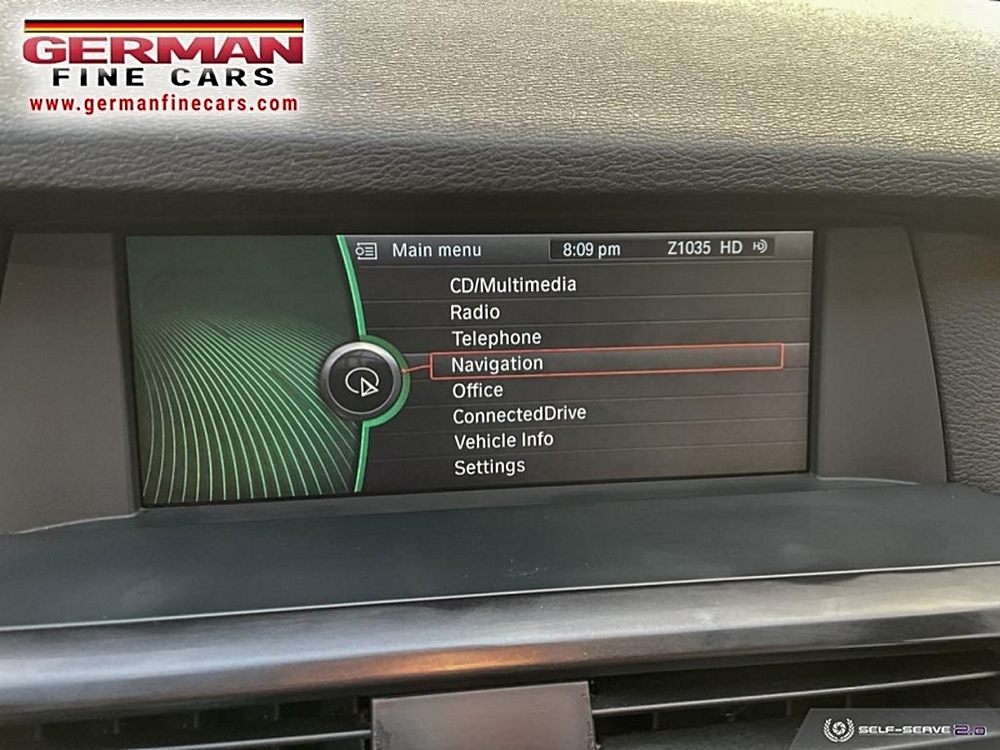 GERMAN
FINE CARS
www.germanfinecars.com
Main menu 8:09 pm Z1035 HD
CD/Multimedia
Radio
Telephone
Navigation
Office
ConnectedDrive
Vehicle Info
Settings
SELF-SERVE 2.0